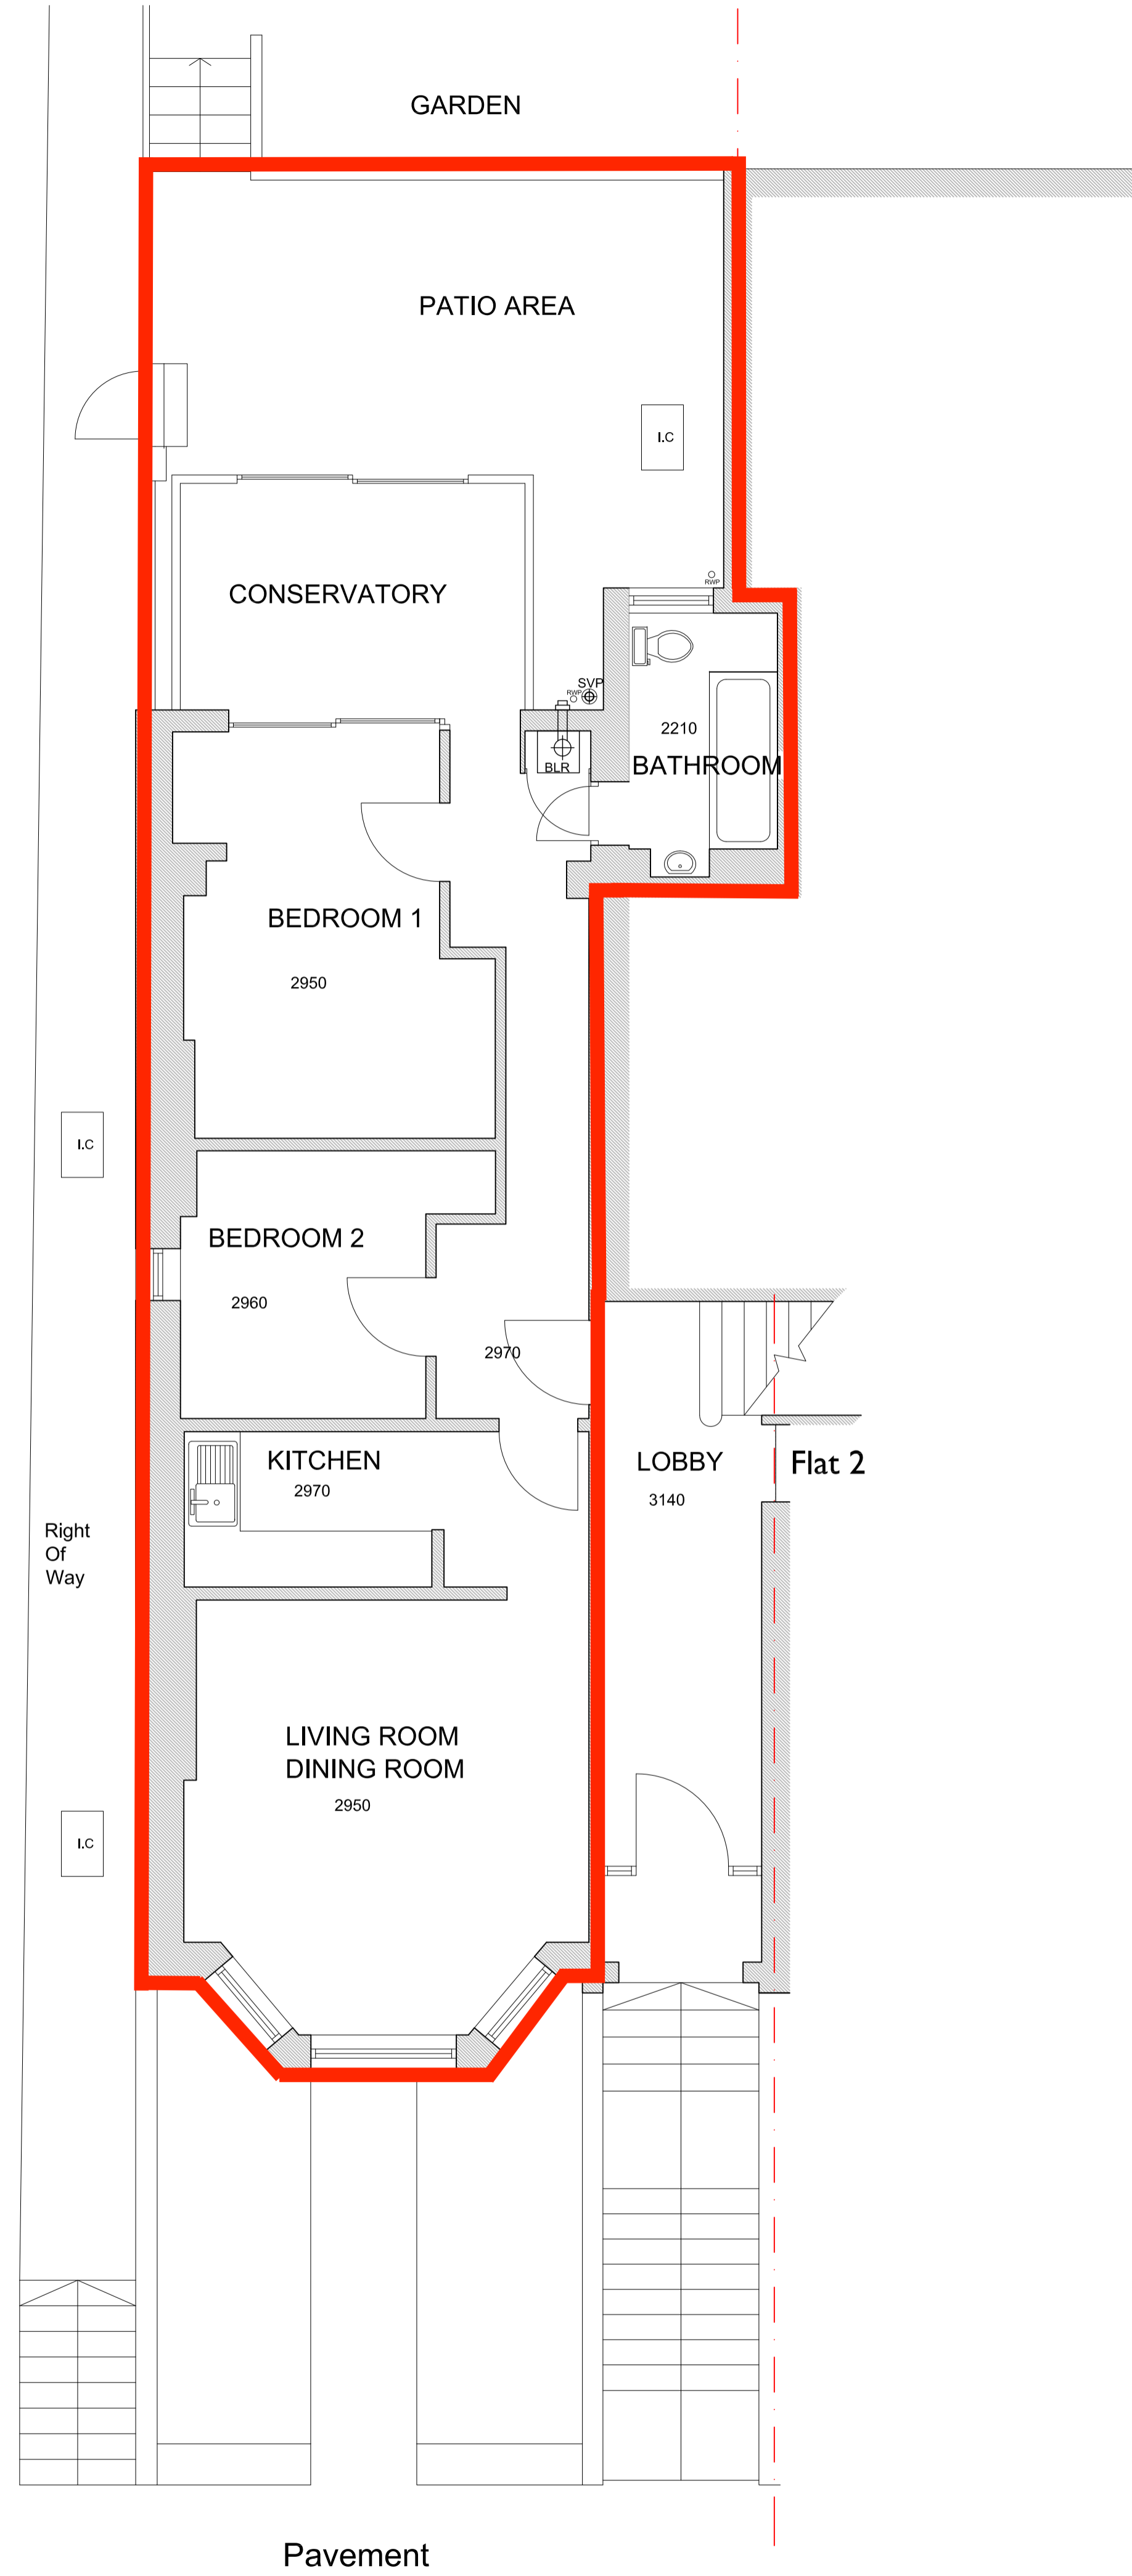 GARDEN
PATIO AREA
I.C
CONSERVATORY
RWP
SVP
RWP
2210
BLR
BATHROOM
BEDROOM 1
2950
I.C
BEDROOM 2
2960
2970
KITCHEN
2970
LOBBY
3140
Flat 2
Right
Of
Way
LIVING ROOM
DINING ROOM
2950
I.C
Pavement